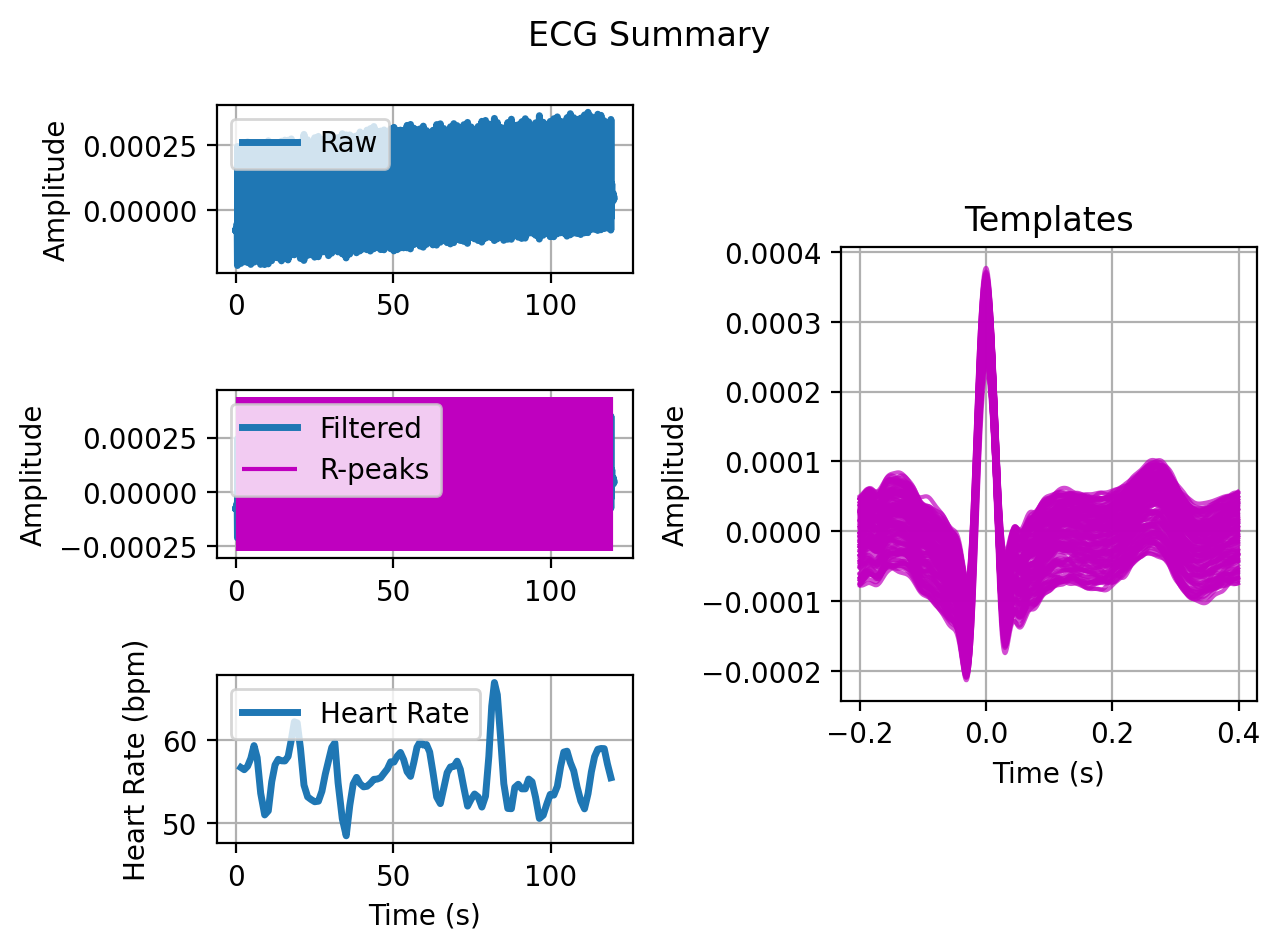 ECG Summary
Amplitude
0.00025
0.00000
Raw
0 50 100
Amplitude
0.00025
0.00000
−0.00025
Filtered
R-peaks
0 50 100
Heart Rate (bpm)
60
50
Heart Rate
0 50 100
Time (s)
Templates
Amplitude
0.0004
0.0003
0.0002
0.0001
0.0000
−0.0001
−0.0002
−0.2 0.0 0.2 0.4
Time (s)